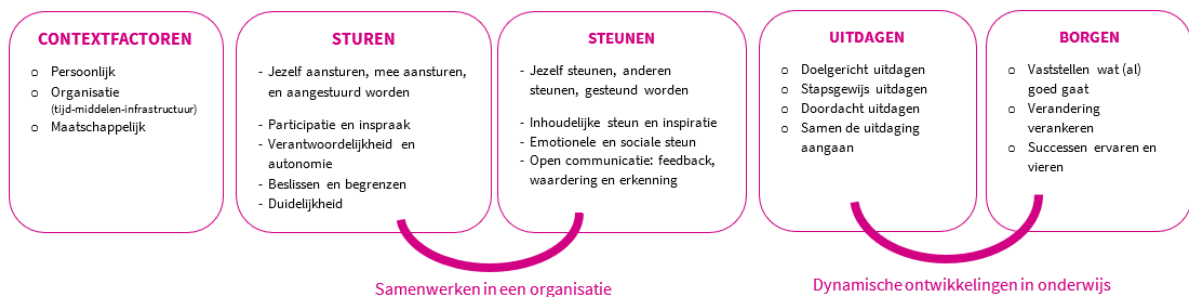 CONTEXTFACTOREN
o Persoonlijk
o Organisatie
(tijd-middelen-infrastructuur)
o Maatschappelijk
STUREN
- Jezelf aansturen, mee aansturen,
en aangestuurd worden
- Participatie en inspraak
- Verantwoordelijkheid en
autonomie
- Beslissen en begrenzen
- Duidelijkheid
STEUNEN
- Jezelf steunen, anderen
steunen, gesteund worden
- Inhoudelijke steun en inspiratie
- Emotionele en sociale steun
- Open communicatie: feedback,
waardering en erkenning
UITDAGEN
o Doelgericht uitdagen
o Stapsgewijs uitdagen
o Doordacht uitdagen
o Samen de uitdaging
aangaan
BORGEN
o Vaststellen wat (al)
goed gaat
o Verandering
verankeren
o Successen ervaren en
vieren
Samenwerken in een organisatie
Dynamische ontwikkelingen in onderwijs